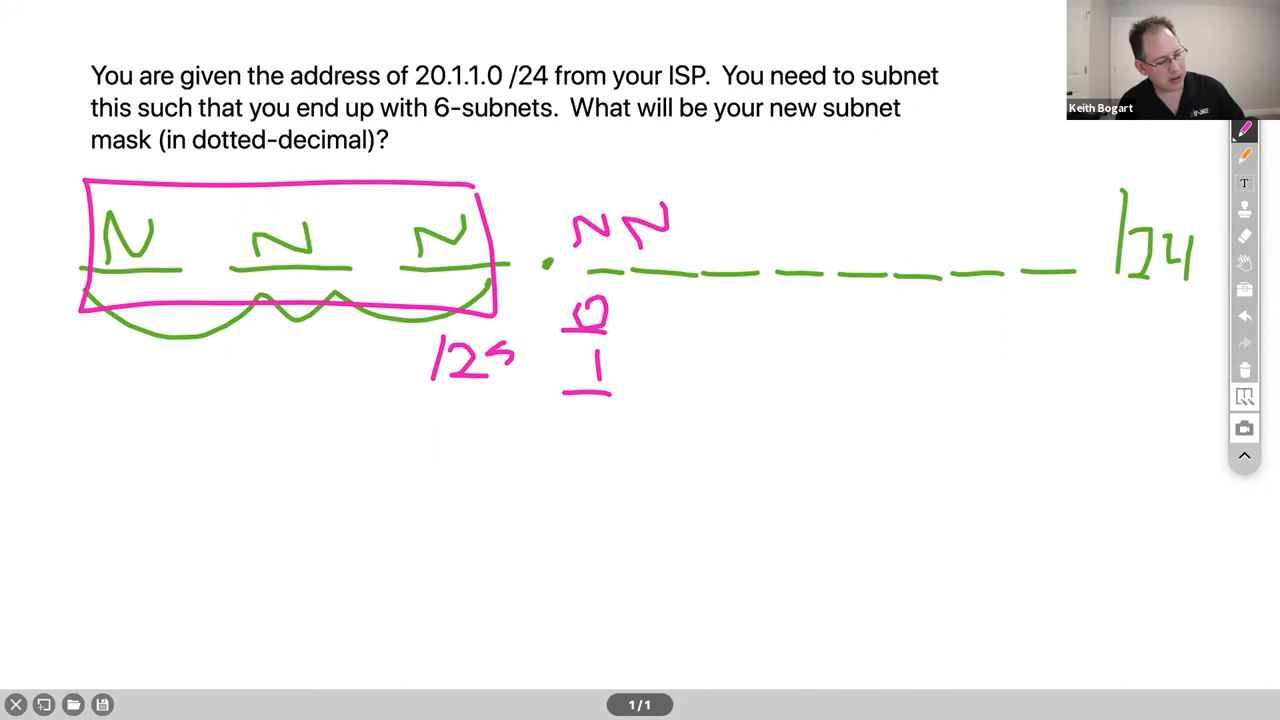 You are given the address of 20.1.1.0 /24 from your ISP. You need to subnet
this such that you end up with 6-subnets. What will be your new subnet
mask (in dotted-decimal)?
Keith Bogart
N N N . N N /24
0
/25 1
T
1/1